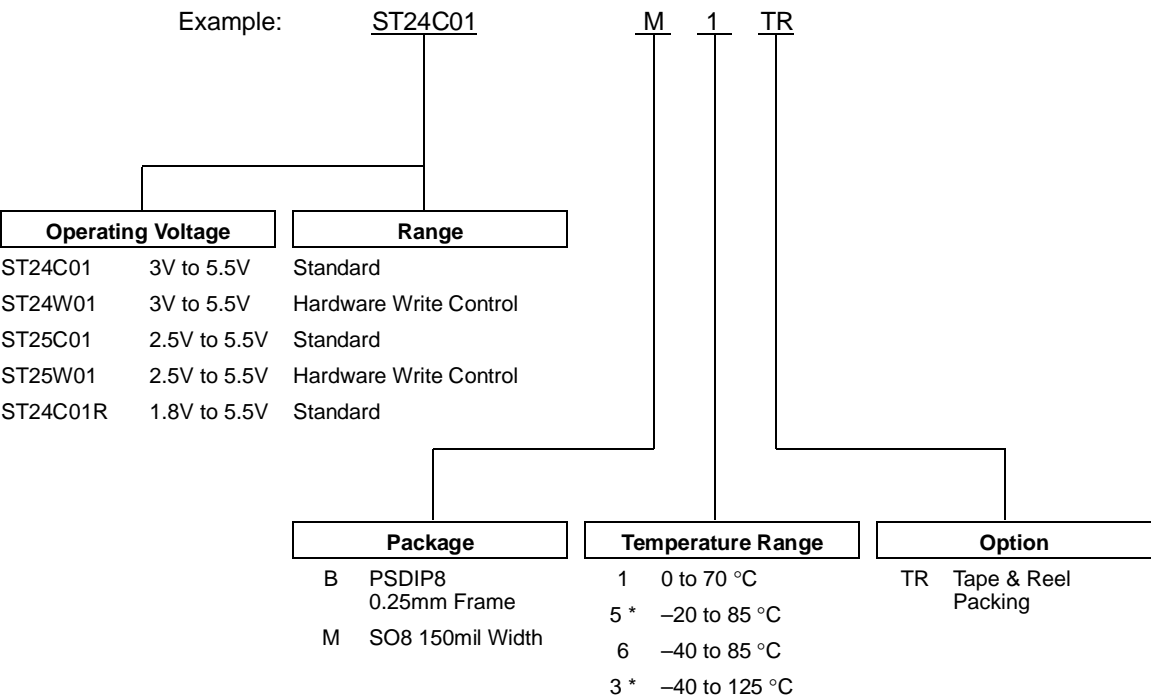 Example: ST24C01 M 1 TR
Operating Voltage Range
ST24C01 3V to 5.5V Standard
ST24W01 3V to 5.5V Hardware Write Control
ST25C01 2.5V to 5.5V Standard
ST25W01 2.5V to 5.5V Hardware Write Control
ST24C01R 1.8V to 5.5V Standard
Package
B PSDIP8
0.25mm Frame
M SO8 150mil Width
Temperature Range
1 0 to 70 °C
5 * –20 to 85 °C
6 –40 to 85 °C
3 * –40 to 125 °C
Option
TR Tape & Reel
Packing